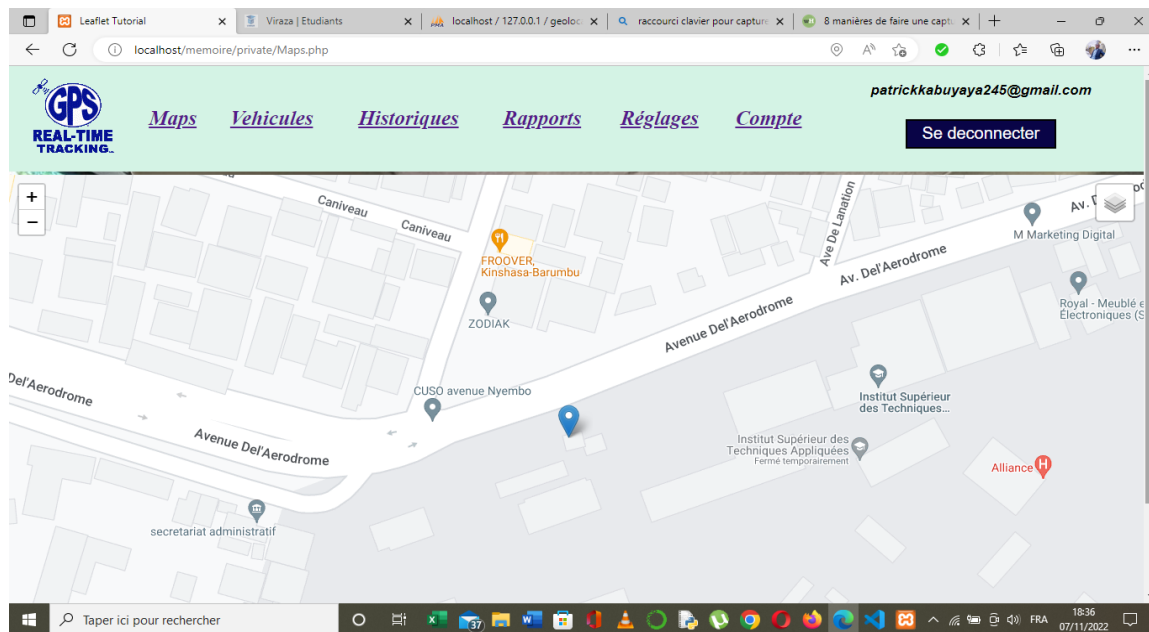 Leaflet Tutorial
Viraza | Etudiants
localhost / 127.0.0.1 / geoloc
raccourci clavier pour capture
8 manières de faire une captu
localhost/memoire/private/Maps.php
GPS
REAL-TIME
TRACKING
Maps
Vehicules
Historiques
Rapports
Réglages
Compte
patrickkabuyaya245@gmail.com
Se deconnecter
+
−
Caniveau
Caniveau
FROOVER,
Kinshasa-Barumbu
ZODIAK
Ave De Lanation
Av. Del'Aerodrome
Avenue Del'Aerodrome
M Marketing Digital
Royal - Meublé e
Électroniques (S
Del'Aerodrome
CUSO avenue Nyembo
Avenue Del'Aerodrome
Institut Supérieur
des Techniques...
Institut Supérieur des
Techniques Appliquées
Fermé temporairement
Alliance
secretariat administratif
Taper ici pour rechercher
37
FRA
18:36
07/11/2022